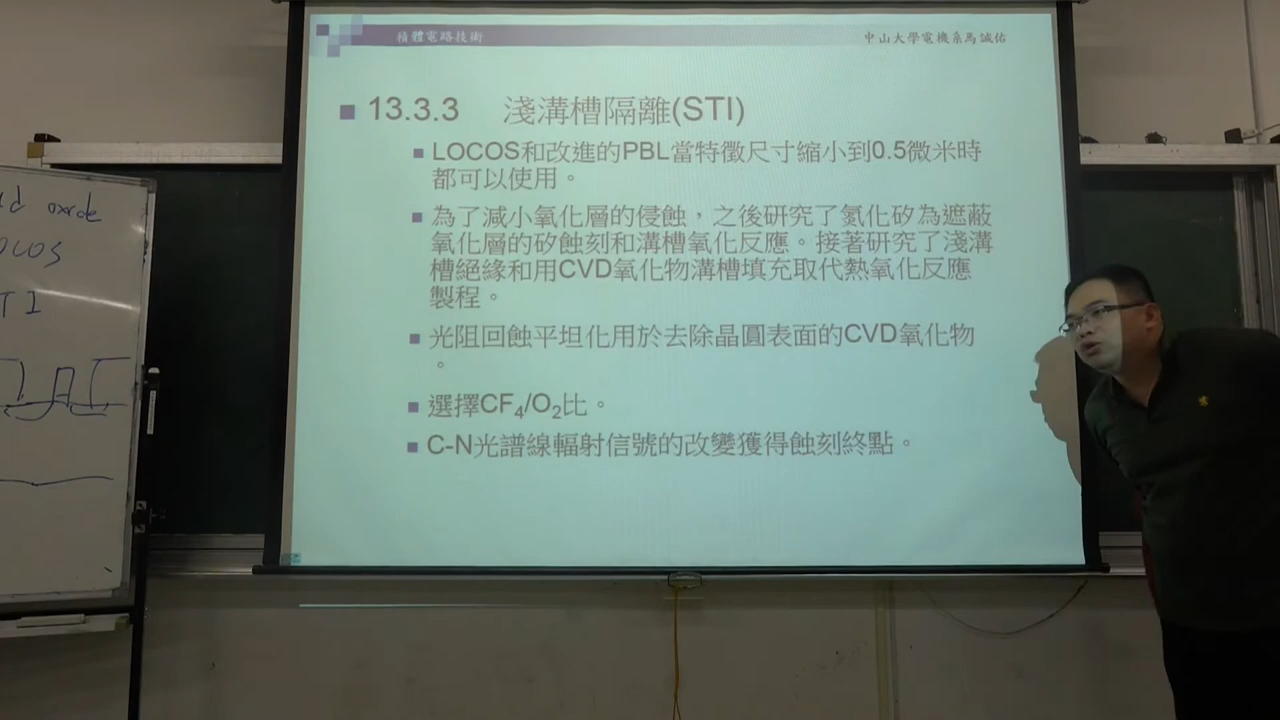 積體電路技術
中山大學電機系馬誠佑
13.3.3 淺溝槽隔離(STI)
LOCOS和改進的PBL當特徵尺寸縮小到0.5微米時
都可以使用。
為了減小氧化層的侵蝕，之後研究了氮化矽為遮蔽
氧化層的矽蝕刻和溝槽氧化反應。接著研究了淺溝
槽絕緣和用CVD氧化物溝槽填充取代熱氧化反應
製程。
光阻回蝕平坦化用於去除晶圓表面的CVD氧化物
。
選擇CF₄/O₂比。
C-N光譜線輻射信號的改變獲得蝕刻終點。
oxide
OCOS
TI